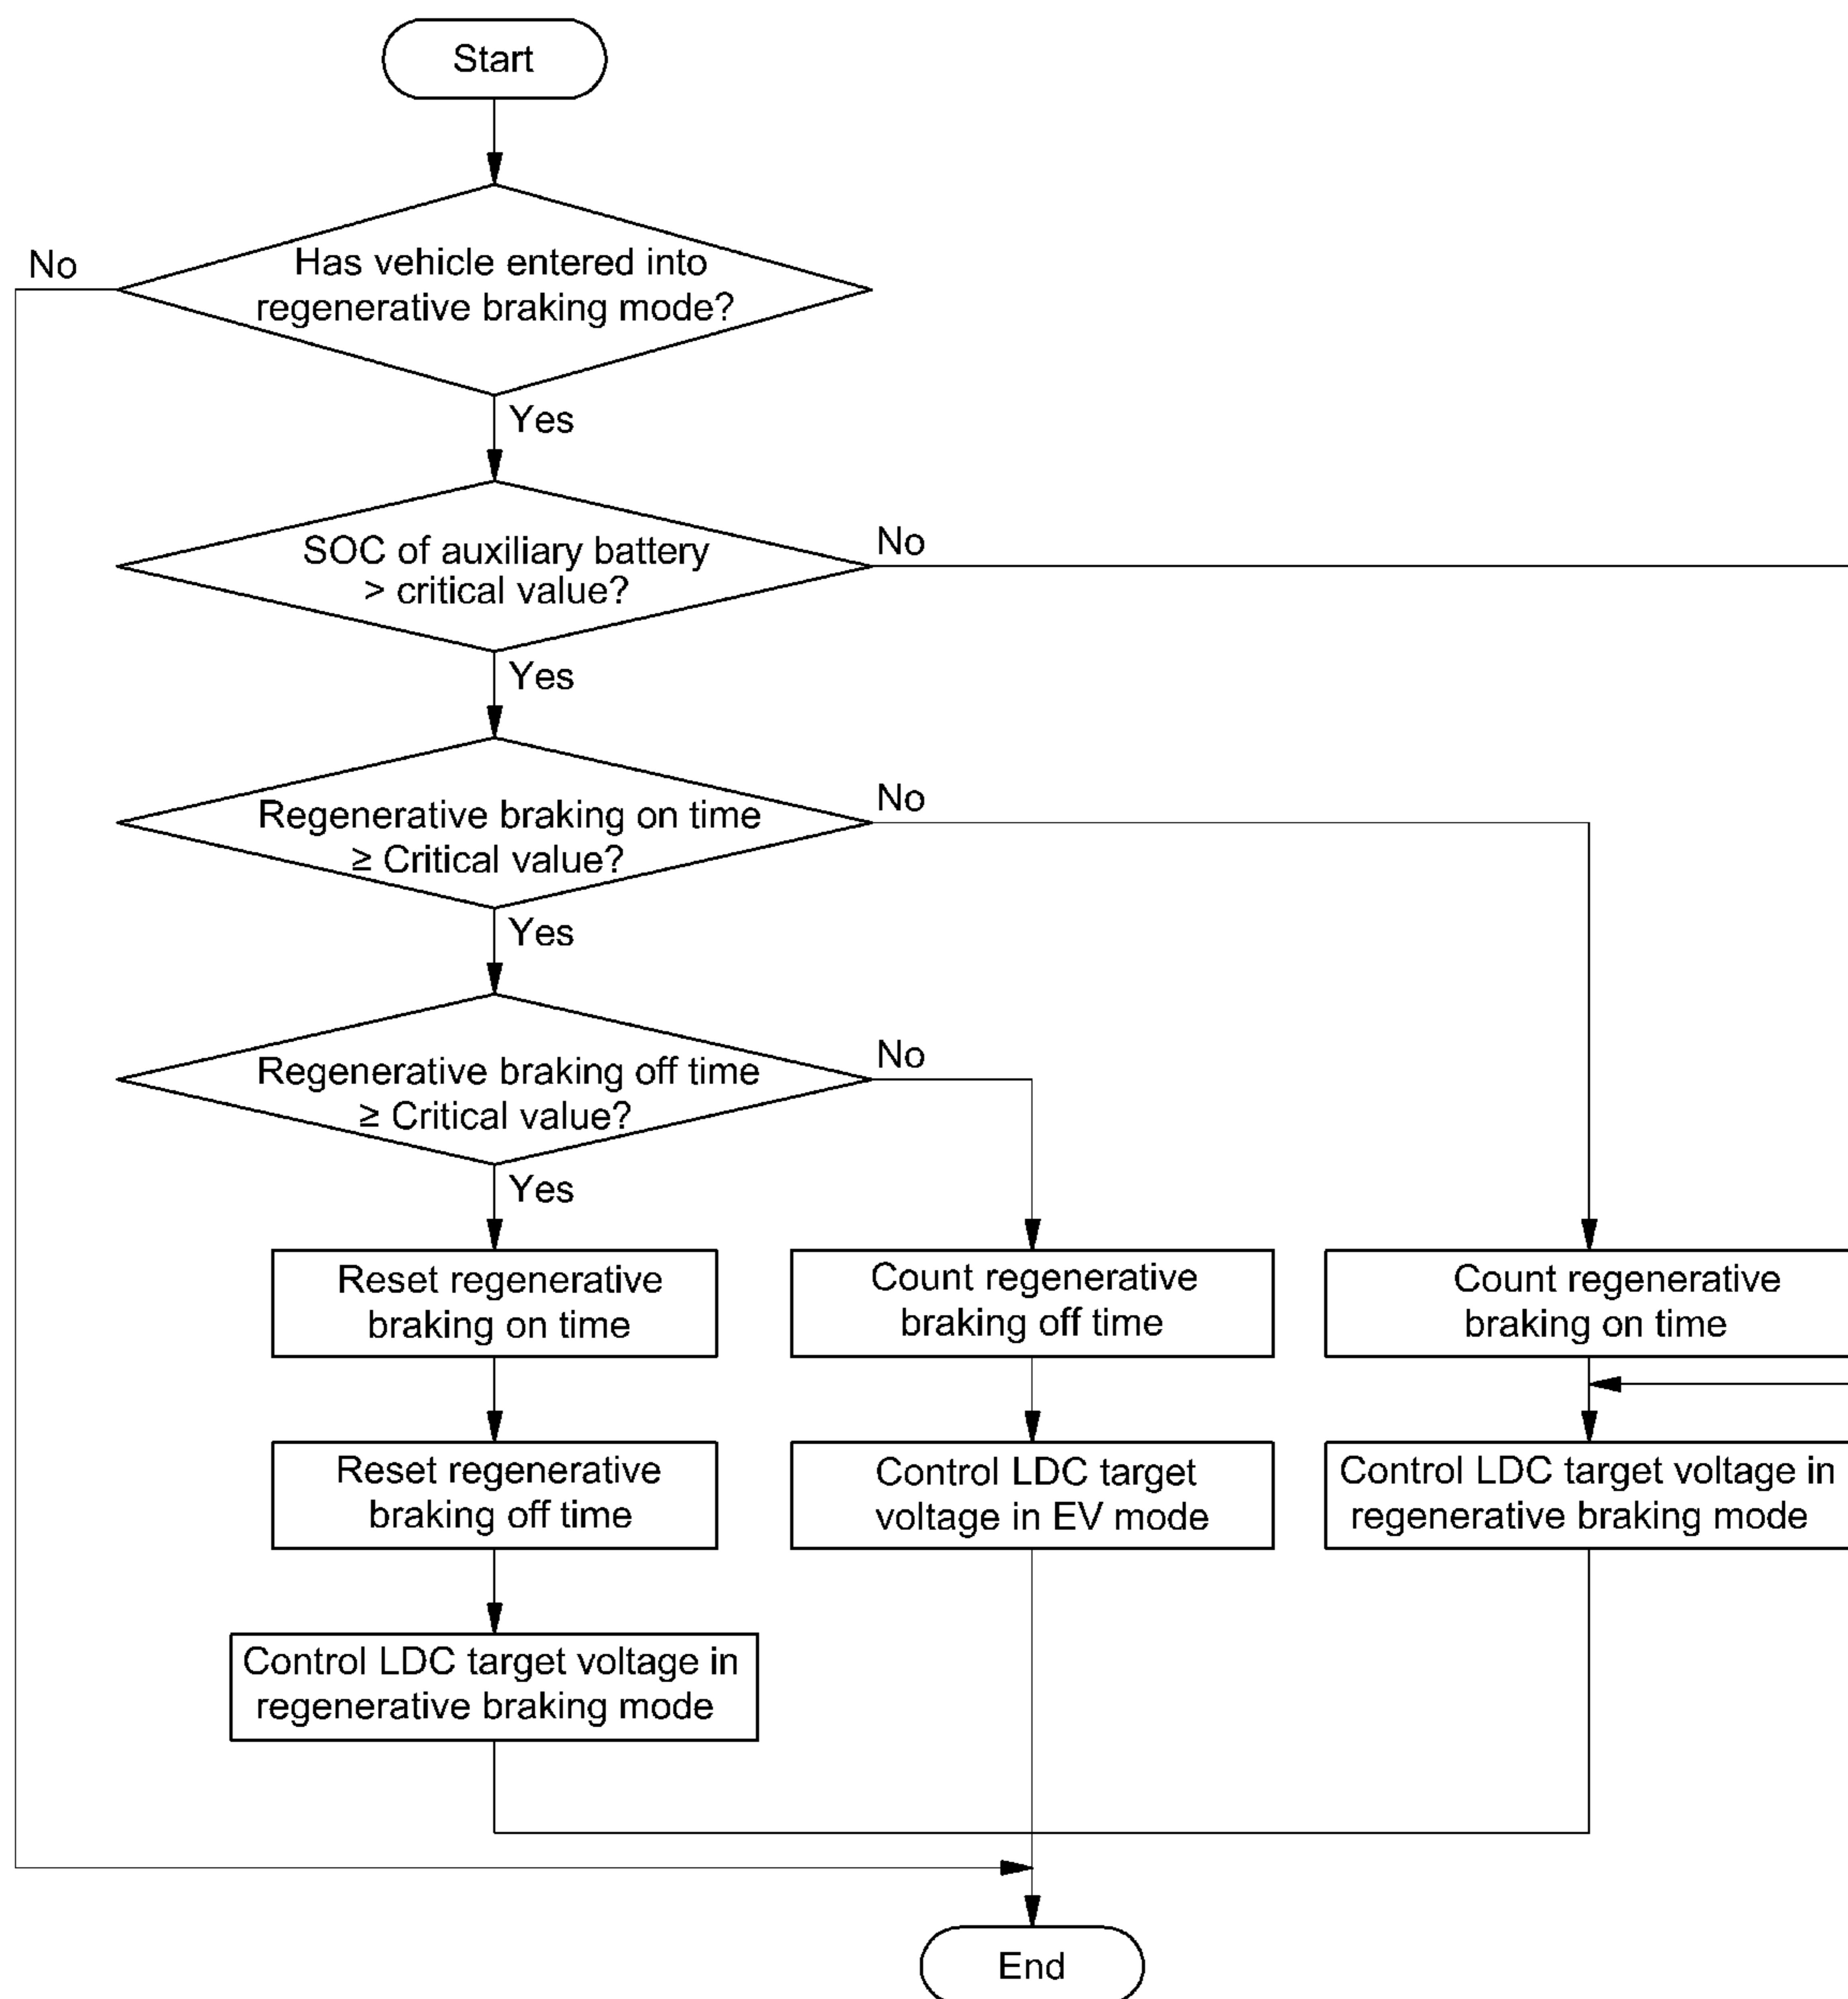 Start
No
Has vehicle entered into
regenerative braking mode?
Yes
SOC of auxiliary battery
> critical value?
No
Yes
Regenerative braking on time
≥ Critical value?
No
Yes
Regenerative braking off time
≥ Critical value?
No
Yes
Reset regenerative
braking on time
Count regenerative
braking off time
Count regenerative
braking on time
Reset regenerative
braking off time
Control LDC target
voltage in EV mode
Control LDC target voltage in
regenerative braking mode
Control LDC target voltage in
regenerative braking mode
End